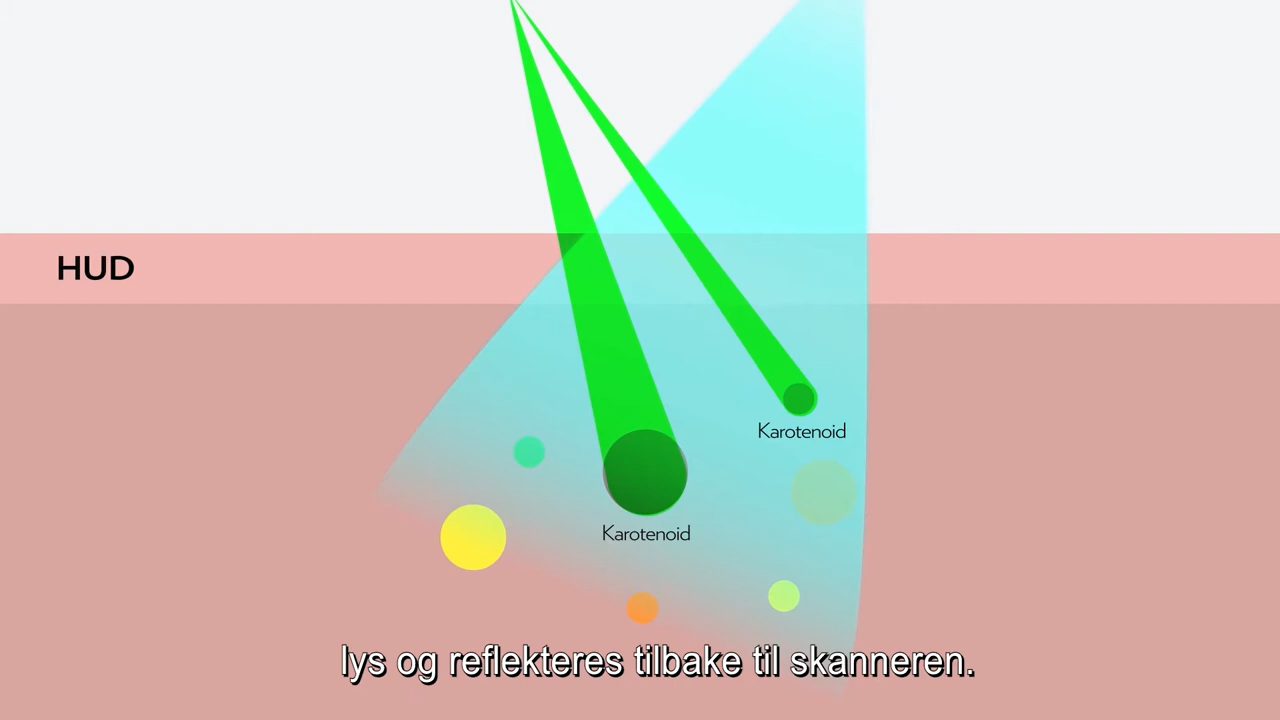 HUD
Karotenoid
Karotenoid
lys og reflekteres tilbake til skanneren.